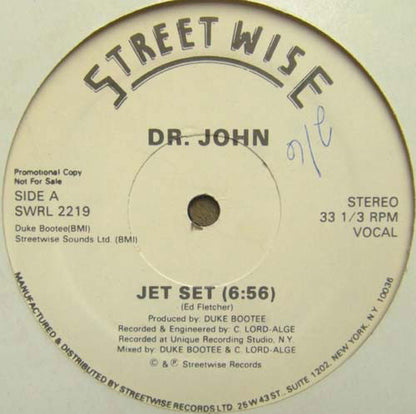 STREETWISE
DR. JOHN
Promotional Copy
Not For Sale
SIDE A
SWRL 2219
Duke Bootee(BMI)
Streetwise Sounds Ltd. (BMI)
STEREO
33 1/3 RPM
VOCAL
JET SET (6:56)
(Ed Fletcher)
Produced by: DUKE BOOTEE
Recorded & Engineered by: C. LORD-ALGE
Recorded at Unique Recording Studio, N.Y.
Mixed by: DUKE BOOTEE & C. LORD-ALGE
© & ℗ Streetwise Records
MANUFACTURED & DISTRIBUTED BY STREETWISE RECORDS LTD. 25 W 43 ST., SUITE 1202, NEW YORK, N.Y. 10036